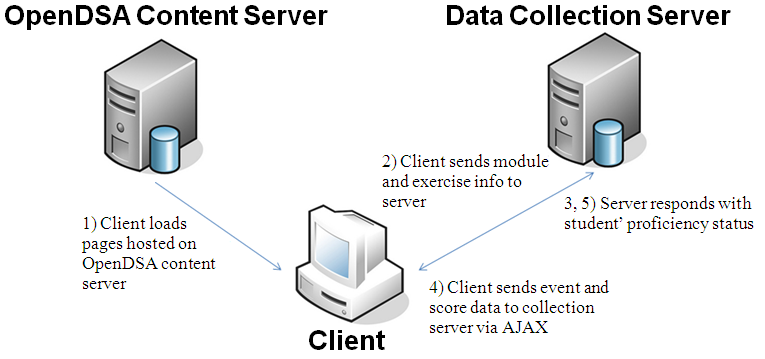 OpenDSA Content Server
Data Collection Server
1) Client loads
pages hosted on
OpenDSA content
server
2) Client sends module
and exercise info to
server
3, 5) Server responds with
student’ proficiency status
4) Client sends event and
score data to collection
server via AJAX
Client